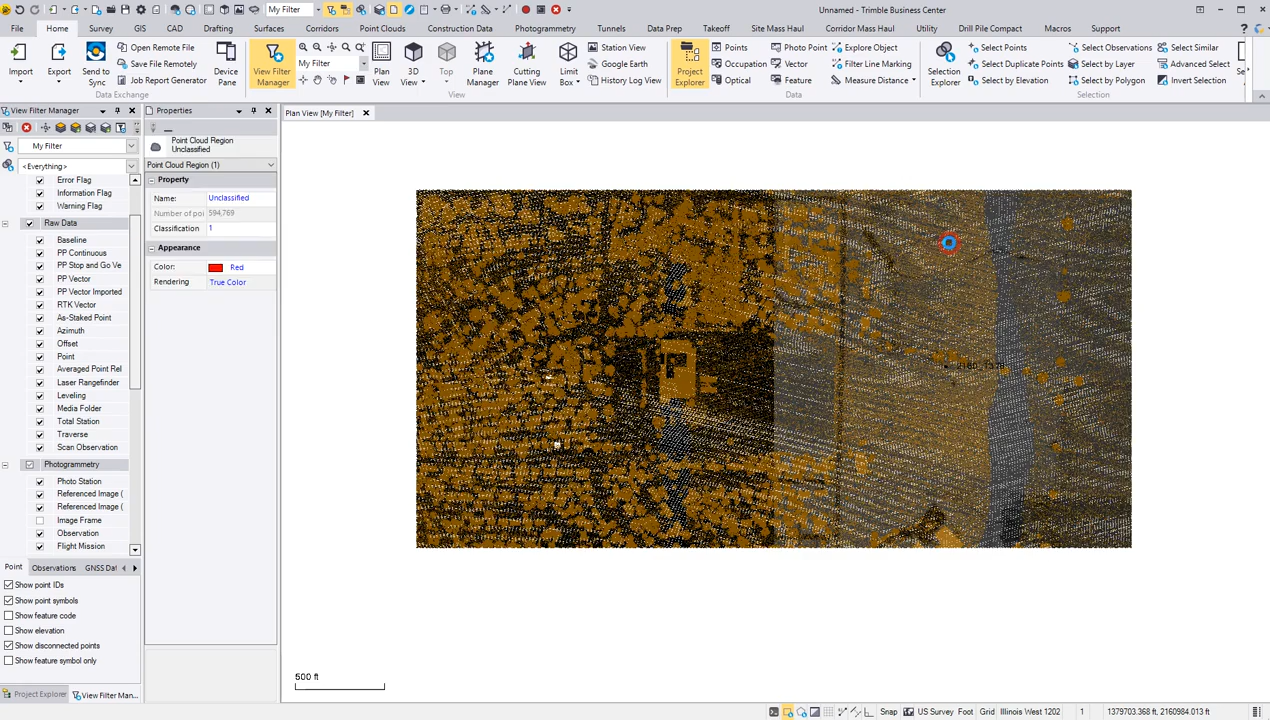 My Filter
Unnamed - Trimble Business Center
File Home Surfaces Corridors Point Clouds Construction Data Photogrammetry Tunnels Data Prep Takeoff Site Mass Haul Corridor Mass Haul Utility Drill Pile Compact Macros Support
Survey GIS CAD Drafting
Import Export Send to Sync
Open Remote File
Save File Remotely
Job Report Generator
Data Exchange
Device Pane
View Filter Manager
My Filter
Plan View
3D
Top
Plane Manager
Cutting Plane View
Limit Box
Station View
Google Earth
History Log View
View
Project Explorer
Points
Occupation
Optical
Photo Point
Vector
Feature
Explore Object
Filter Line Marking
Measure Distance
Data
Selection Explorer
Select Points
Select Duplicate Points
Select by Elevation
Select Observations
Select by Layer
Select by Polygon
Select Similar
Advanced Select
Invert Selection
Se
Selection
View Filter Manager
My Filter
<Everything>
Error Flag
Information Flag
Warning Flag
Raw Data
Baseline
PP Continuous
PP Stop and Go Ve
PP Vector
PP Vector Imported
RTK Vector
As-Staked Point
Azimuth
Offset
Point
Averaged Point Rel
Laser Rangefinder
Leveling
Media Folder
Total Station
Traverse
Scan Observation
Photogrammetry
Photo Station
Referenced Image (
Referenced Image (
Image Frame
Observation
Flight Mission
Point Observations GNSS Dat
Show point IDs
Show point symbols
Show feature code
Show elevation
Show disconnected points
Show feature symbol only
Project Explorer View Filter Man...
Properties
Point Cloud Region
Unclassified
Point Cloud Region (1)
Property
Name: Unclassified
Number of poi 594,769
Classification: 1
Appearance
Color: Red
Rendering: True Color
Plan View [My Filter]
500 ft
Snap US Survey Foot Grid Illinois West 1202 1 1379703.368 ft, 2160984.013 ft